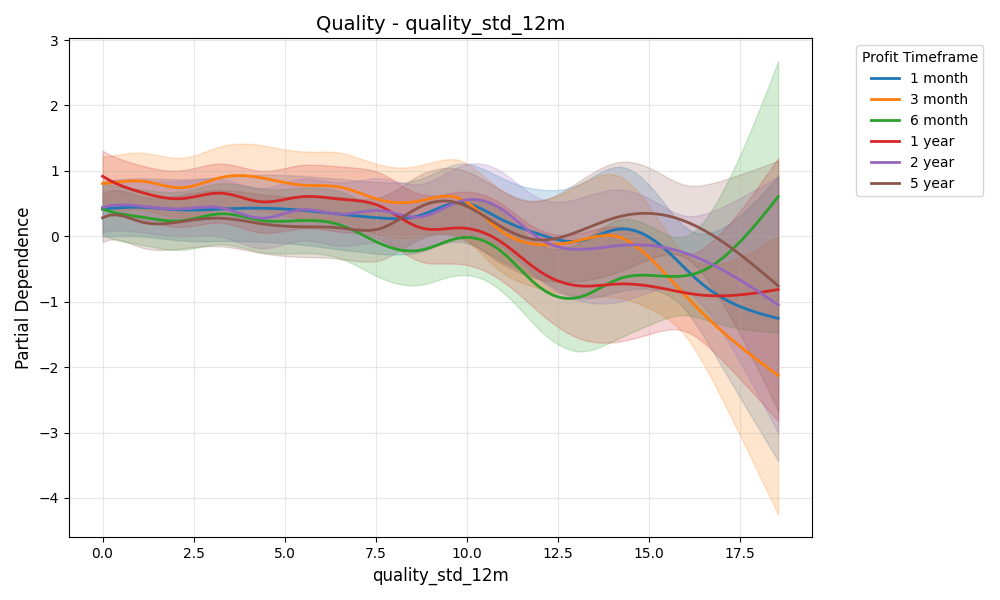 Quality - quality_std_12m
Profit Timeframe
1 month
3 month
6 month
1 year
2 year
5 year
Partial Dependence
3
2
1
0
−1
−2
−3
−4
0.0 2.5 5.0 7.5 10.0 12.5 15.0 17.5
quality_std_12m